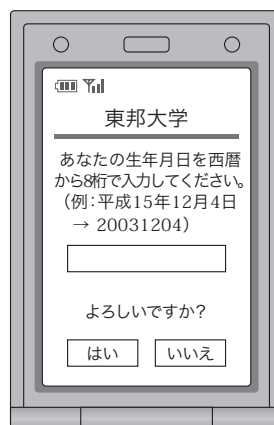 東邦大学
あなたの生年月日を西暦
から8桁で入力してください。
(例:平成15年12月4日
→ 20031204)
よろしいですか?
はい いいえ